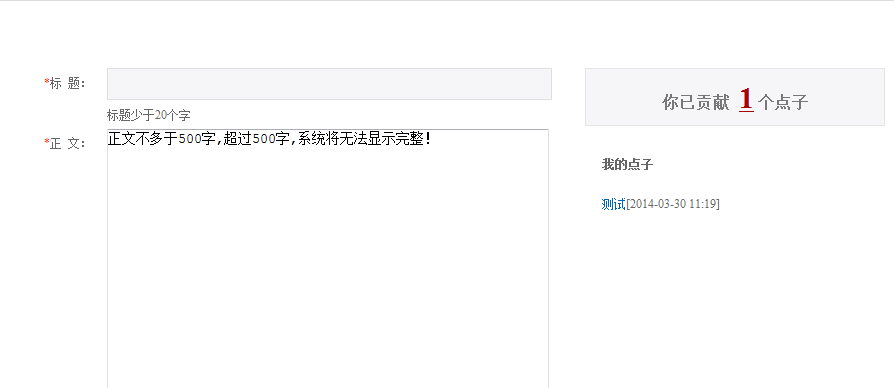 *标 题:
标题少于20个字
*正 文:
正文不多于500字,超过500字,系统将无法显示完整!
你已贡献 1 个点子
我的点子
测试[2014-03-30 11:19]